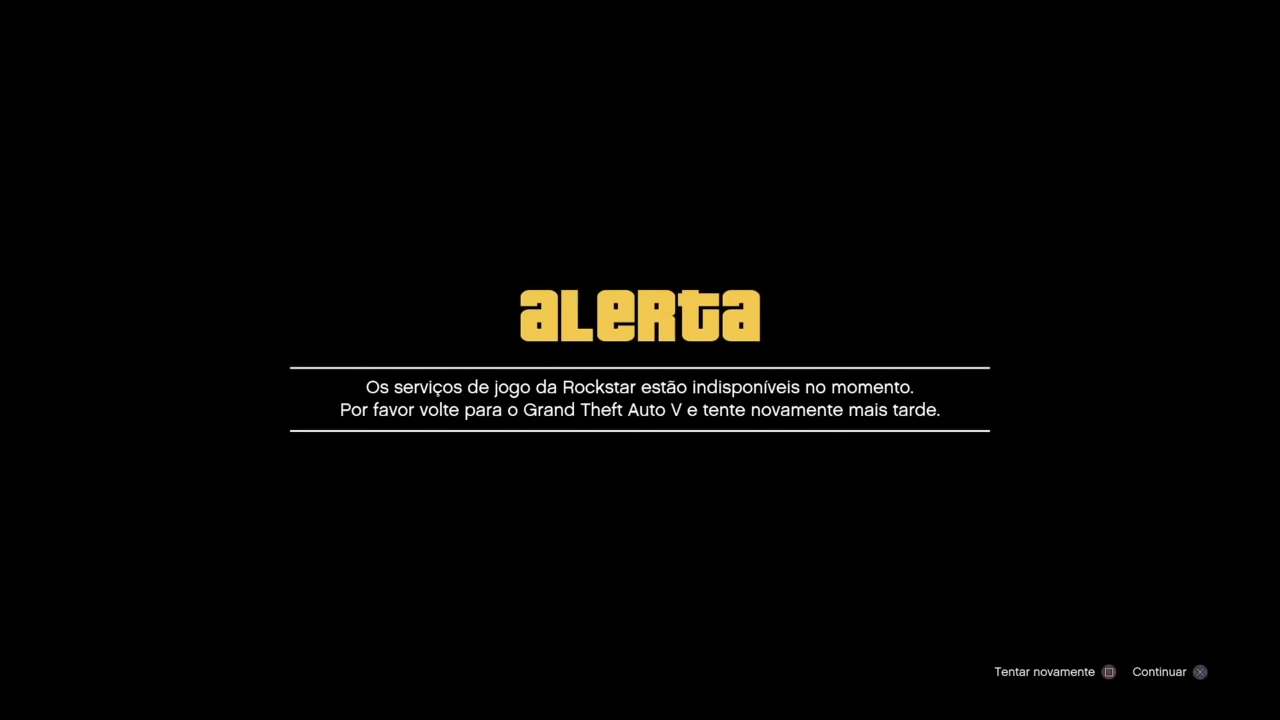 alerta
Os serviços de jogo da Rockstar estão indisponíveis no momento.
Por favor volte para o Grand Theft Auto V e tente novamente mais tarde.
Tentar novamente Continuar